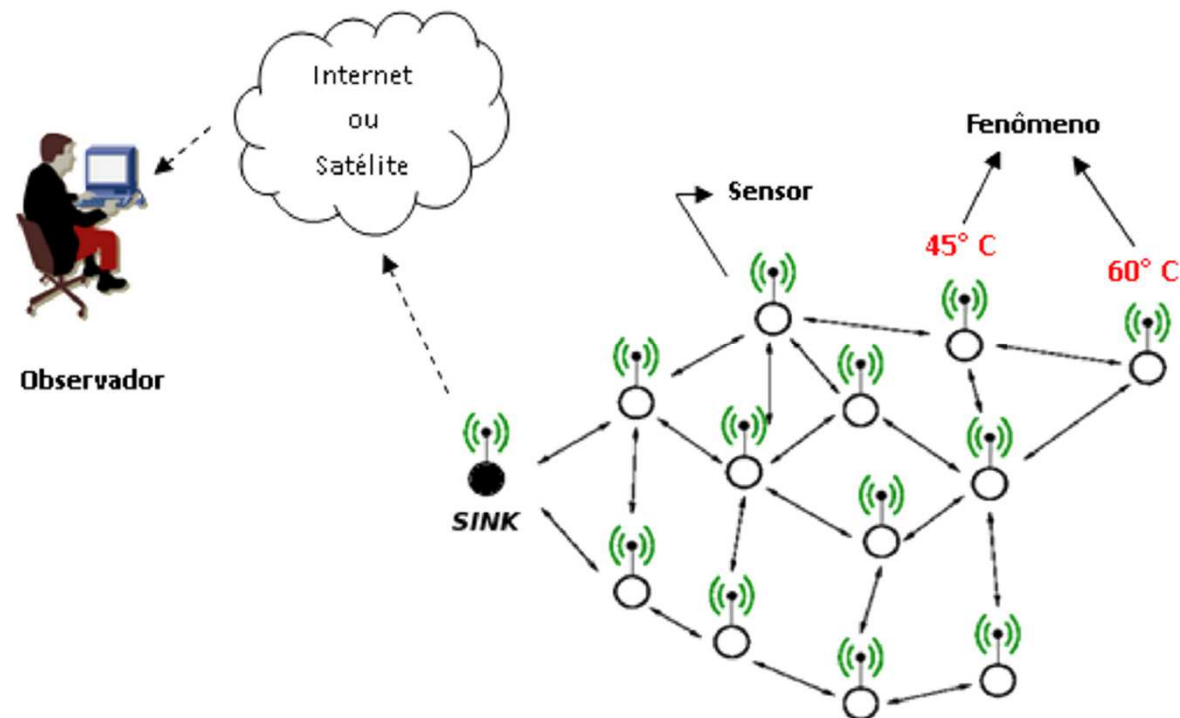 Internet
ou
Satélite
Fenômeno
Sensor
45° C
60° C
Observador
SINK